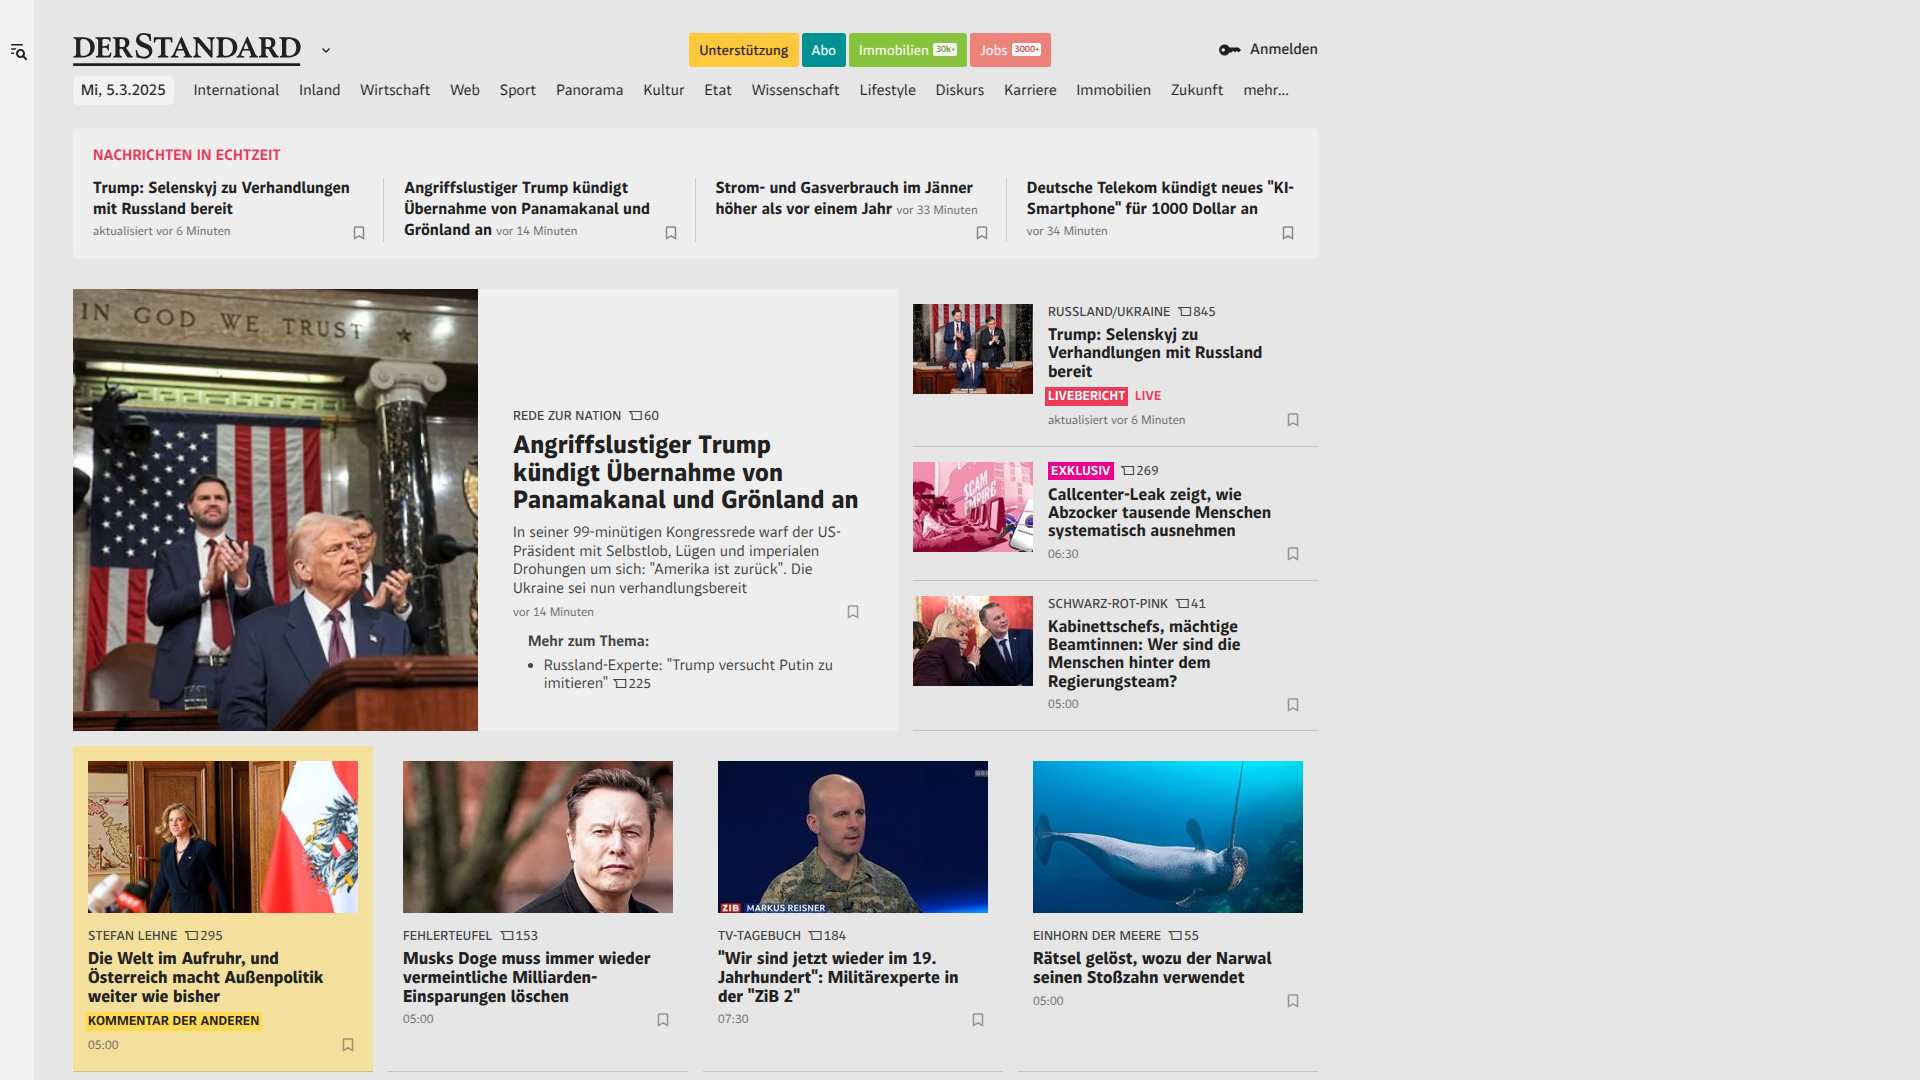 DERSTANDARD
Unterstützung
Abo
Immobilien 30k+
Jobs 3000+
Anmelden
Mi, 5.3.2025
International
Inland
Wirtschaft
Web
Sport
Panorama
Kultur
Etat
Wissenschaft
Lifestyle
Diskurs
Karriere
Immobilien
Zukunft
mehr...
NACHRICHTEN IN ECHTZEIT
Trump: Selenskyj zu Verhandlungen
mit Russland bereit
aktualisiert vor 6 Minuten
Angriffslustiger Trump kündigt
Übernahme von Panamakanal und
Grönland an vor 14 Minuten
Strom- und Gasverbrauch im Jänner
höher als vor einem Jahr vor 33 Minuten
Deutsche Telekom kündigt neues "KI-
Smartphone" für 1000 Dollar an
vor 34 Minuten
IN GOD WE TRUST
REDE ZUR NATION 60
Angriffslustiger Trump
kündigt Übernahme von
Panamakanal und Grönland an
In seiner 99-minütigen Kongressrede warf der US-
Präsident mit Selbstlob, Lügen und imperialen
Drohungen um sich: "Amerika ist zurück". Die
Ukraine sei nun verhandlungsbereit
vor 14 Minuten
Mehr zum Thema:
• Russland-Experte: "Trump versucht Putin zu
imitieren" 225
RUSSLAND/UKRAINE 845
Trump: Selenskyj zu
Verhandlungen mit Russland
bereit
LIVEBERICHT LIVE
aktualisiert vor 6 Minuten
SCAM
EMPIRE
EXKLUSIV 269
Callcenter-Leak zeigt, wie
Abzocker tausende Menschen
systematisch ausnehmen
06:30
SCHWARZ-ROT-PINK 41
Kabinettschefs, mächtige
Beamtinnen: Wer sind die
Menschen hinter dem
Regierungsteam?
05:00
STEFAN LEHNE 295
Die Welt im Aufruhr, und
Österreich macht Außenpolitik
weiter wie bisher
KOMMENTAR DER ANDEREN
05:00
FEHLERTEUFEL 153
Musks Doge muss immer wieder
vermeintliche Milliarden-
Einsparungen löschen
05:00
ZIB MARKUS REISNER
TV-TAGEBUCH 184
"Wir sind jetzt wieder im 19.
Jahrhundert": Militärexperte in
der "ZiB 2"
07:30
EINHORN DER MEERE 55
Rätsel gelöst, wozu der Narwal
seinen Stoßzahn verwendet
05:00